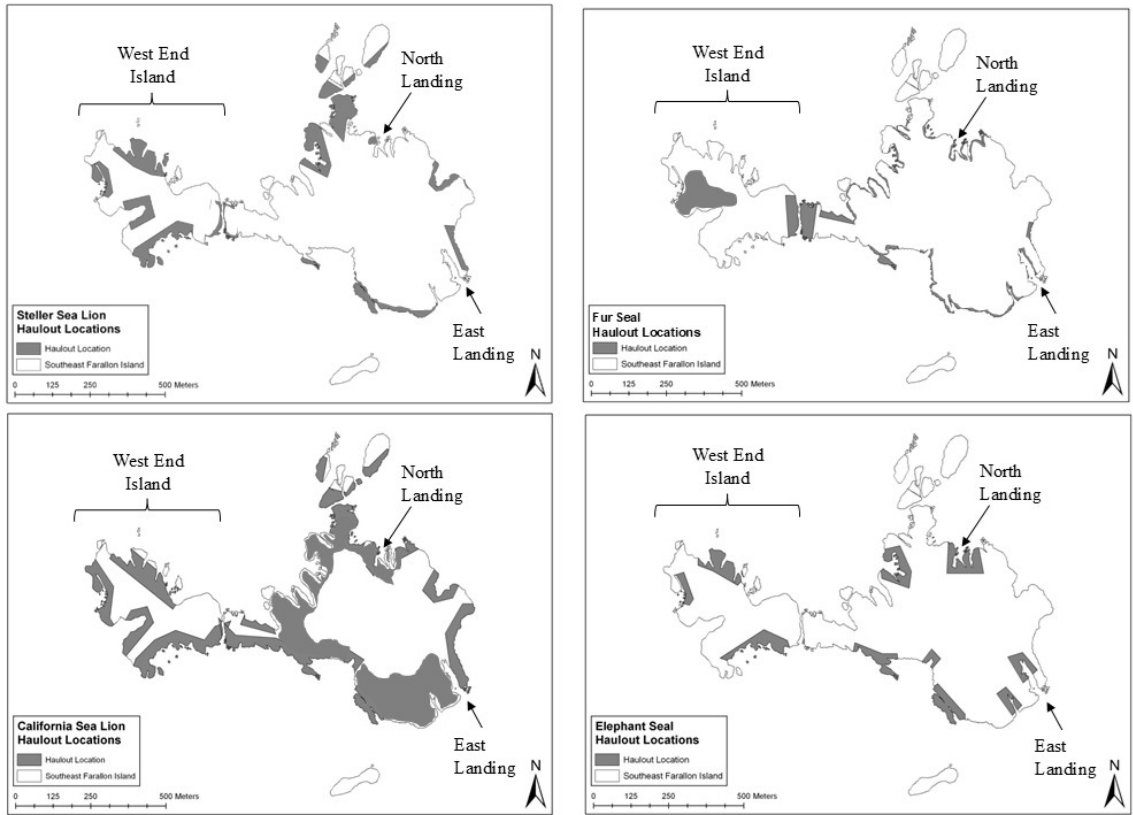 West End
Island
North
Landing
East
Landing
N
Steller Sea Lion
Haulout Locations
Haulout Location
Southeast Farallon Island
0 125 250 500 Meters
West End
Island
North
Landing
East
Landing
N
Fur Seal
Haulout Locations
Haulout Location
Southeast Farallon Island
0 125 250 500 Meters
West End
Island
North
Landing
East
Landing
N
California Sea Lion
Haulout Locations
Haulout Location
Southeast Farallon Island
0 125 250 500 Meters
West End
Island
North
Landing
East
Landing
N
Elephant Seal
Haulout Locations
Haulout Location
Southeast Farallon Island
0 125 250 500 Meters